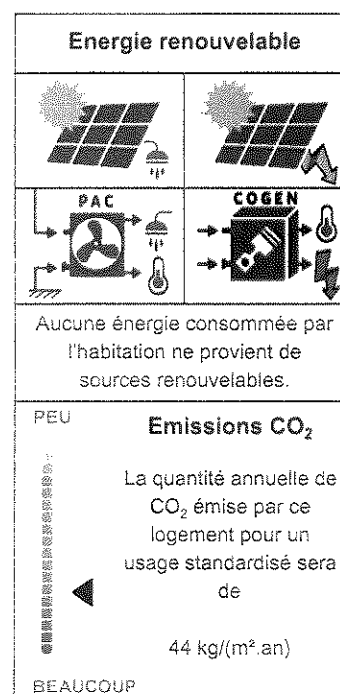 Energie renouvelable
PAC
COGEN
Aucune énergie consommée par
l'habitation ne provient de
sources renouvelables.
PEU
Emissions CO₂
La quantité annuelle de
CO₂ émise par ce
logement pour un
usage standardisé sera
de
44 kg/(m².an)
BEAUCOUP